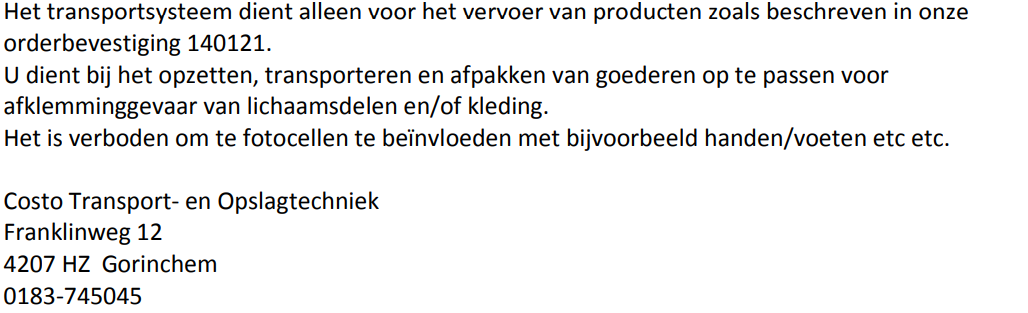 Het transportsysteem dient alleen voor het vervoer van producten zoals beschreven in onze
orderbevestiging 140121.
U dient bij het opzetten, transporteren en afpakken van goederen op te passen voor
afklemminggevaar van lichaamsdelen en/of kleding.
Het is verboden om te fotocellen te beïnvloeden met bijvoorbeeld handen/voeten etc etc.
Costo Transport- en Opslagtechniek
Franklinweg 12
4207 HZ  Gorinchem
0183-745045